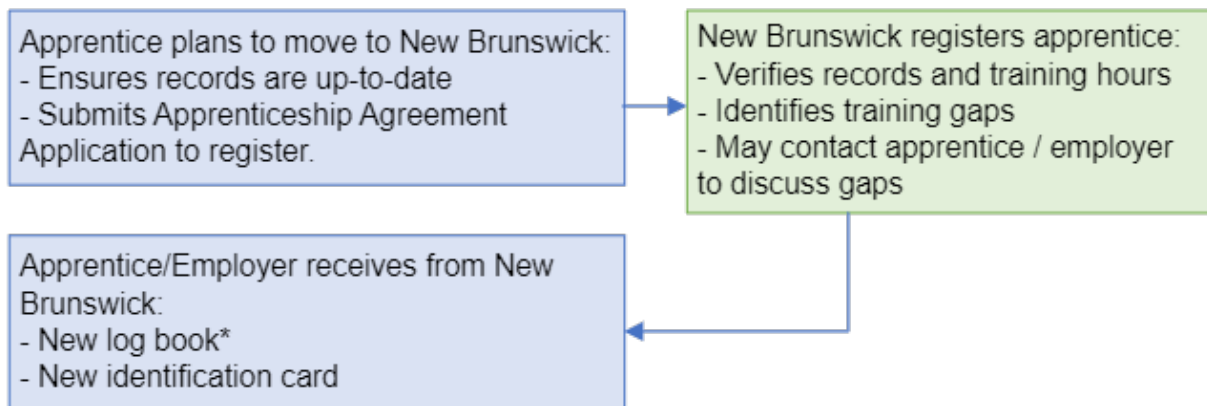 Apprentice plans to move to New Brunswick:
- Ensures records are up-to-date
- Submits Apprenticeship Agreement
Application to register.
New Brunswick registers apprentice:
- Verifies records and training hours
- Identifies training gaps
- May contact apprentice / employer
to discuss gaps
Apprentice/Employer receives from New
Brunswick:
- New log book*
- New identification card